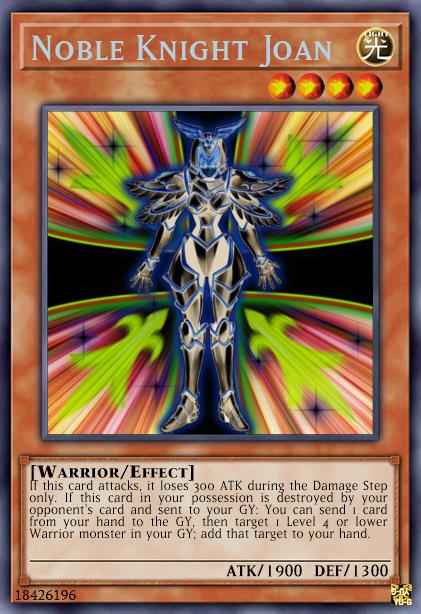 NOBLE KNIGHT JOAN
LIGHT
光
[WARRIOR/EFFECT]
If this card attacks, it loses 300 ATK during the Damage Step
only. If this card in your possession is destroyed by your
opponent's card and sent to your GY: You can send 1 card
from your hand to the GY, then target 1 Level 4 or lower
Warrior monster in your GY; add that target to your hand.
ATK/1900 DEF/1300
18426196